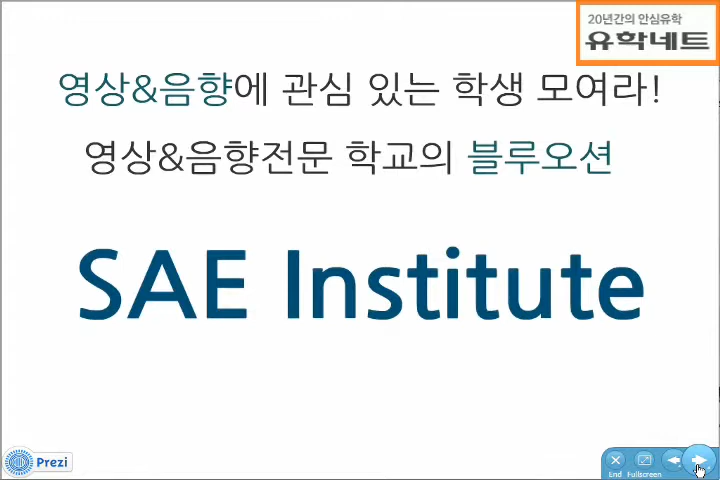 20년간의 안심유학
유학네트
영상&음향에 관심 있는 학생 모여라!
영상&음향전문 학교의 블루오션
SAE Institute
Prezi
End Fullscreen